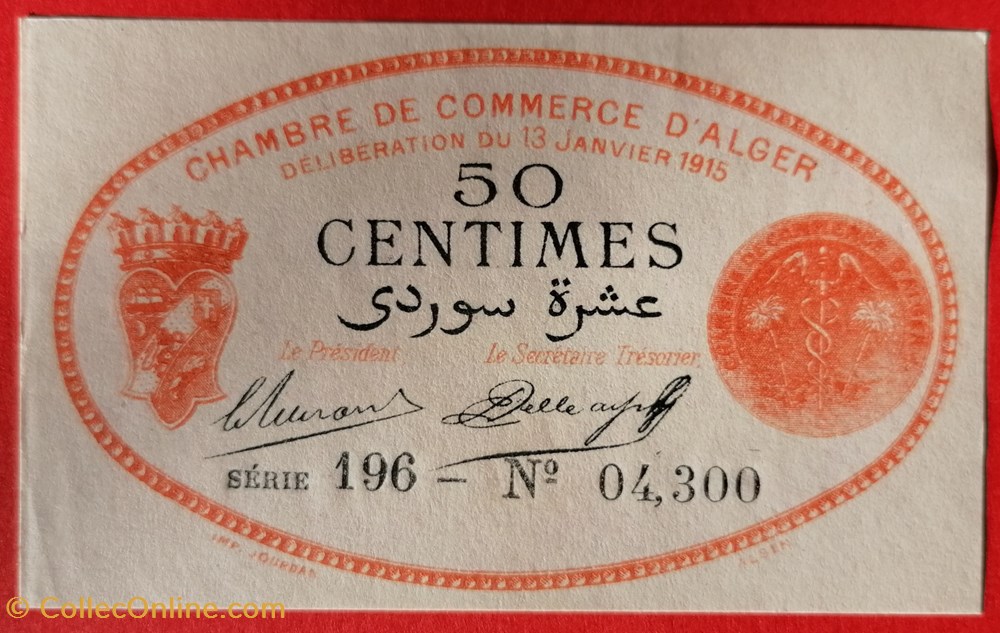 CHAMBRE DE COMMERCE D'ALGER
DÉLIBÉRATION DU 13 JANVIER 1915
50
CENTIMES
عشرة سوردى
Le Président
Le Secrétaire Trésorier
SÉRIE 196 – Nº 04,300
IMP. JOURDAN
ALGER
© CollecOnline.com